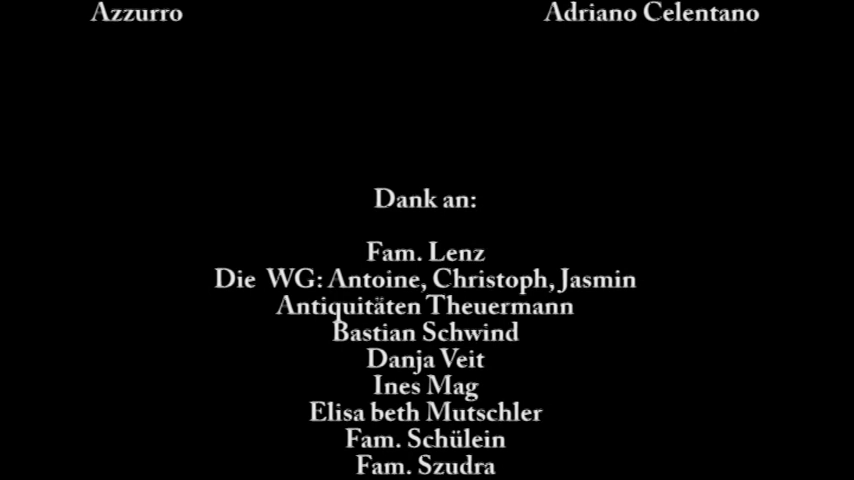 Azzurro Adriano Celentano
Dank an:
Fam. Lenz
Die WG: Antoine, Christoph, Jasmin
Antiquitäten Theuermann
Bastian Schwind
Danja Veit
Ines Mag
Elisa beth Mutschler
Fam. Schülein
Fam. Szudra